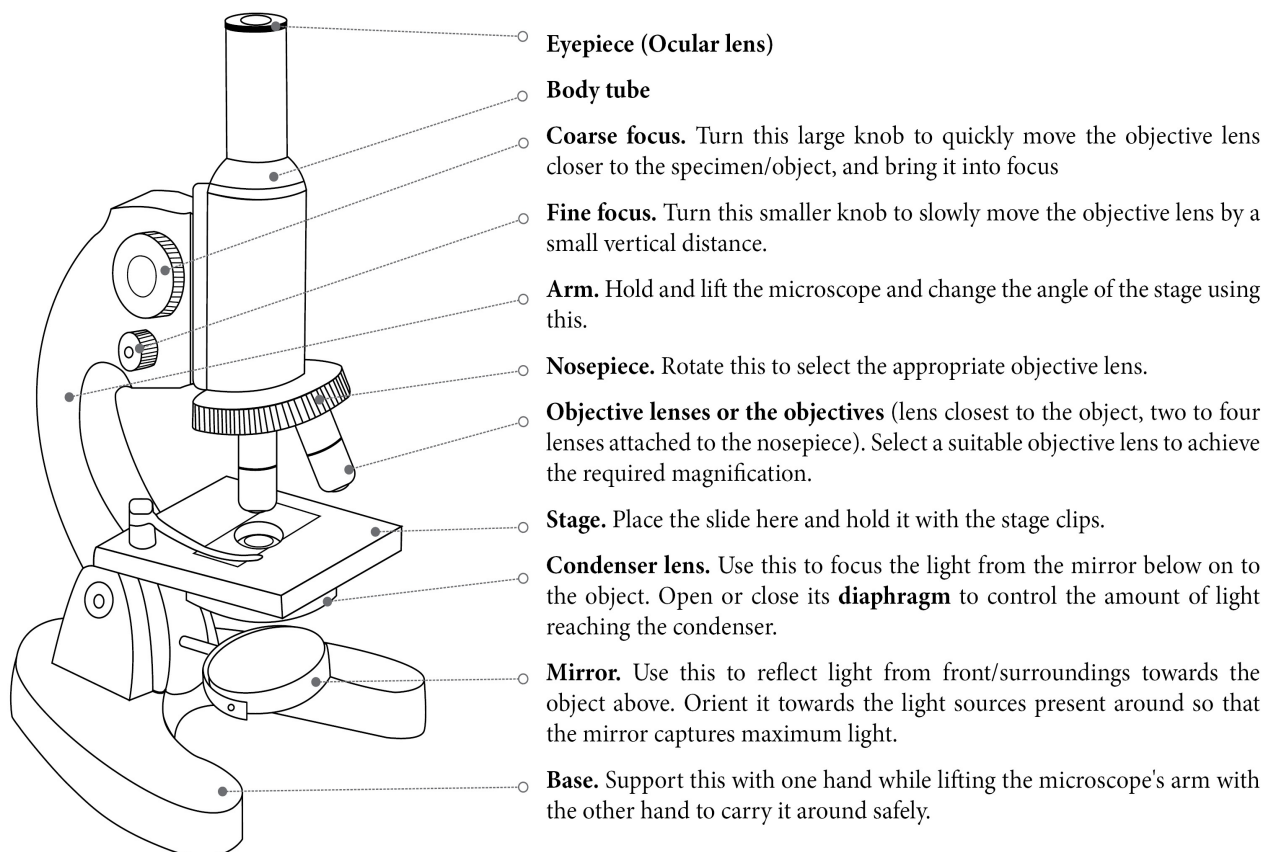 Eyepiece (Ocular lens)
Body tube
Coarse focus. Turn this large knob to quickly move the objective lens
closer to the specimen/object, and bring it into focus
Fine focus. Turn this smaller knob to slowly move the objective lens by a
small vertical distance.
Arm. Hold and lift the microscope and change the angle of the stage using
this.
Nosepiece. Rotate this to select the appropriate objective lens.
Objective lenses or the objectives (lens closest to the object, two to four
lenses attached to the nosepiece). Select a suitable objective lens to achieve
the required magnification.
Stage. Place the slide here and hold it with the stage clips.
Condenser lens. Use this to focus the light from the mirror below on to
the object. Open or close its diaphragm to control the amount of light
reaching the condenser.
Mirror. Use this to reflect light from front/surroundings towards the
object above. Orient it towards the light sources present around so that
the mirror captures maximum light.
Base. Support this with one hand while lifting the microscope's arm with
the other hand to carry it around safely.